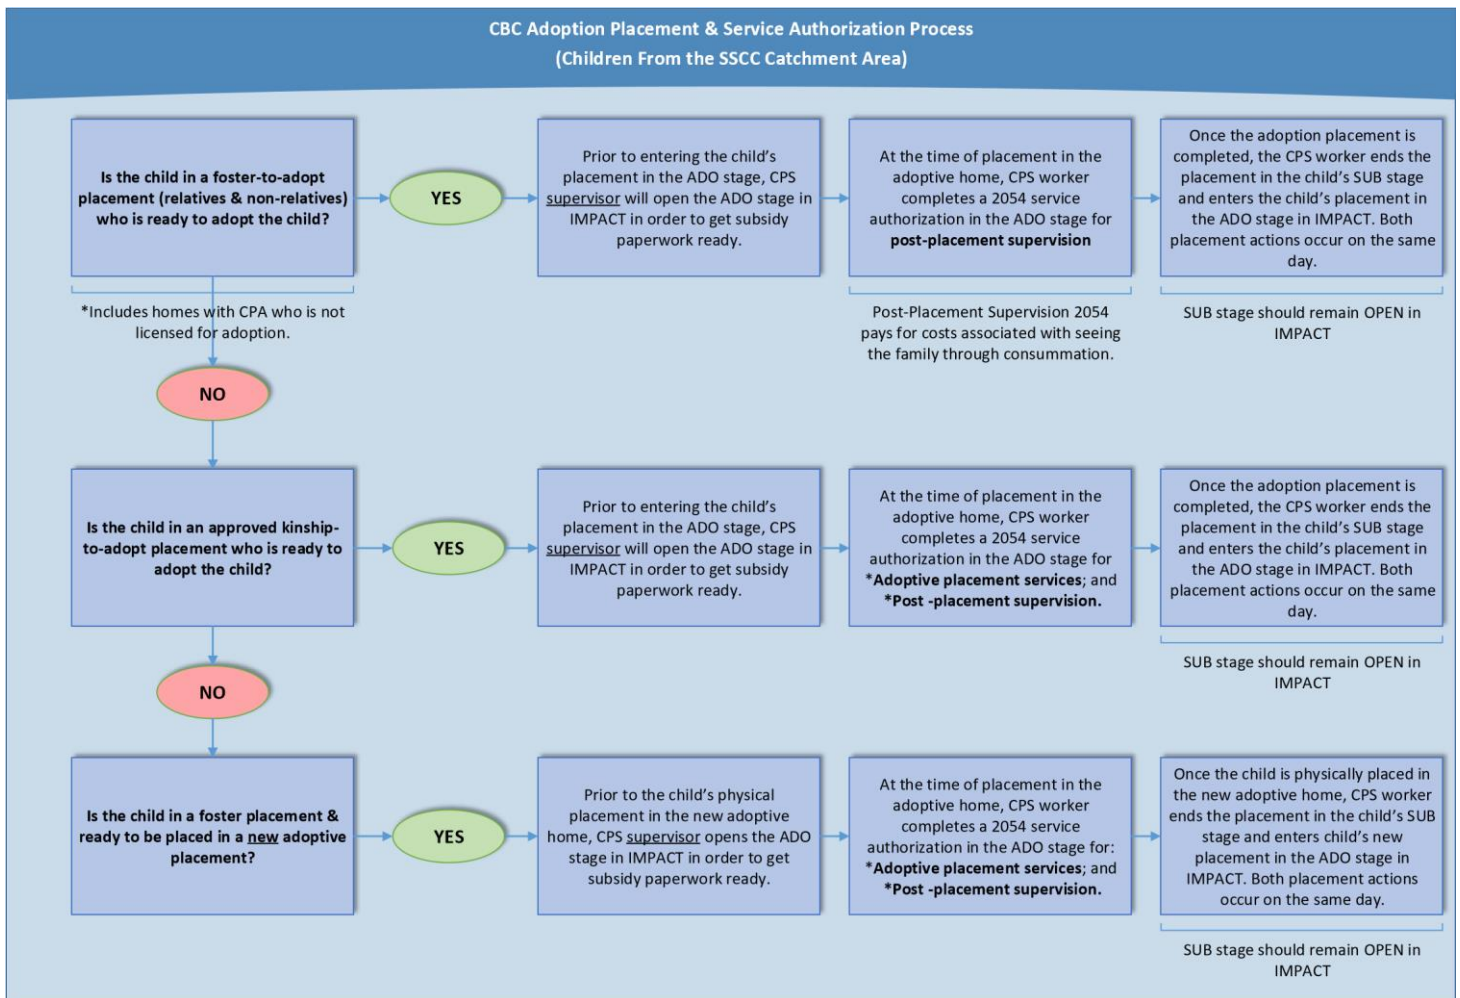 CBC Adoption Placement & Service Authorization Process
(Children From the SSCC Catchment Area)
Is the child in a foster-to-adopt
placement (relatives & non-relatives)
who is ready to adopt the child?
YES
Prior to entering the child's
placement in the ADO stage, CPS
supervisor will open the ADO stage in
IMPACT in order to get subsidy
paperwork ready.
At the time of placement in the
adoptive home, CPS worker
completes a 2054 service
authorization in the ADO stage for
post-placement supervision
Once the adoption placement is
completed, the CPS worker ends the
placement in the child's SUB stage
and enters the child's placement in
the ADO stage in IMPACT. Both
placement actions occur on the same
day.
*Includes homes with CPA who is not
licensed for adoption.
Post-Placement Supervision 2054
pays for costs associated with seeing
the family through consummation.
SUB stage should remain OPEN in
IMPACT
NO
Is the child in an approved kinship-
to-adopt placement who is ready to
adopt the child?
YES
Prior to entering the child's
placement in the ADO stage, CPS
supervisor will open the ADO stage in
IMPACT in order to get subsidy
paperwork ready.
At the time of placement in the
adoptive home, CPS worker
completes a 2054 service
authorization in the ADO stage for
*Adoptive placement services; and
*Post -placement supervision.
Once the adoption placement is
completed, the CPS worker ends the
placement in the child's SUB stage
and enters the child's placement in
the ADO stage in IMPACT. Both
placement actions occur on the same
day.
SUB stage should remain OPEN in
IMPACT
NO
Is the child in a foster placement &
ready to be placed in a new adoptive
placement?
YES
Prior to the child's physical
placement in the new adoptive
home, CPS supervisor opens the ADO
stage in IMPACT in order to get
subsidy paperwork ready.
At the time of placement in the
adoptive home, CPS worker
completes a 2054 service
authorization in the ADO stage for:
*Adoptive placement services; and
*Post -placement supervision.
Once the child is physically placed in
the new adoptive home, CPS worker
ends the placement in the child's SUB
stage and enters child's new
placement in the ADO stage in
IMPACT. Both placement actions
occur on the same day.
SUB stage should remain OPEN in
IMPACT